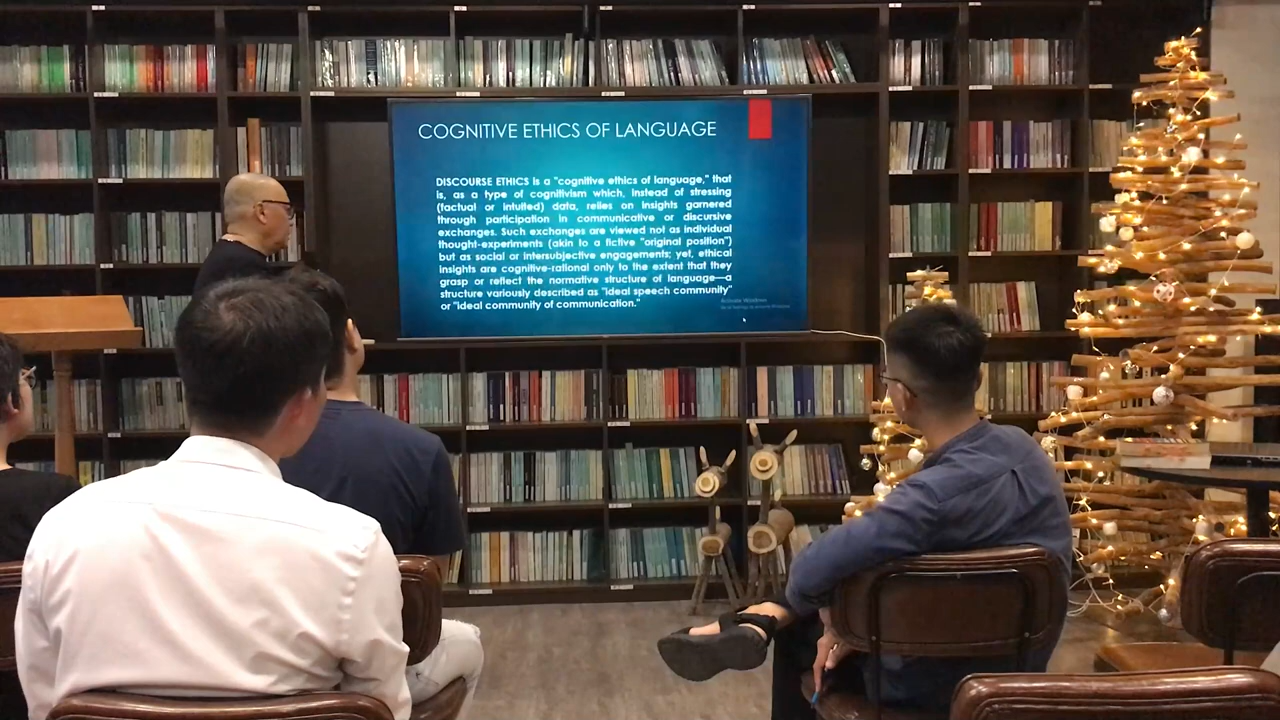 COGNITIVE ETHICS OF LANGUAGE
DISCOURSE ETHICS is a "cognitive ethics of language," that
is, as a type of cognitivism which, instead of stressing
(factual or intuited) data, relies on insights garnered
through participation in communicative or discursive
exchanges. Such exchanges are viewed not as individual
thought-experiments (akin to a fictive "original position")
but as social or intersubjective engagements; yet, ethical
insights are cognitive-rational only to the extent that they
grasp or reflect the normative structure of language—a
structure variously described as "ideal speech community"
or "ideal community of communication."
Activate Windows